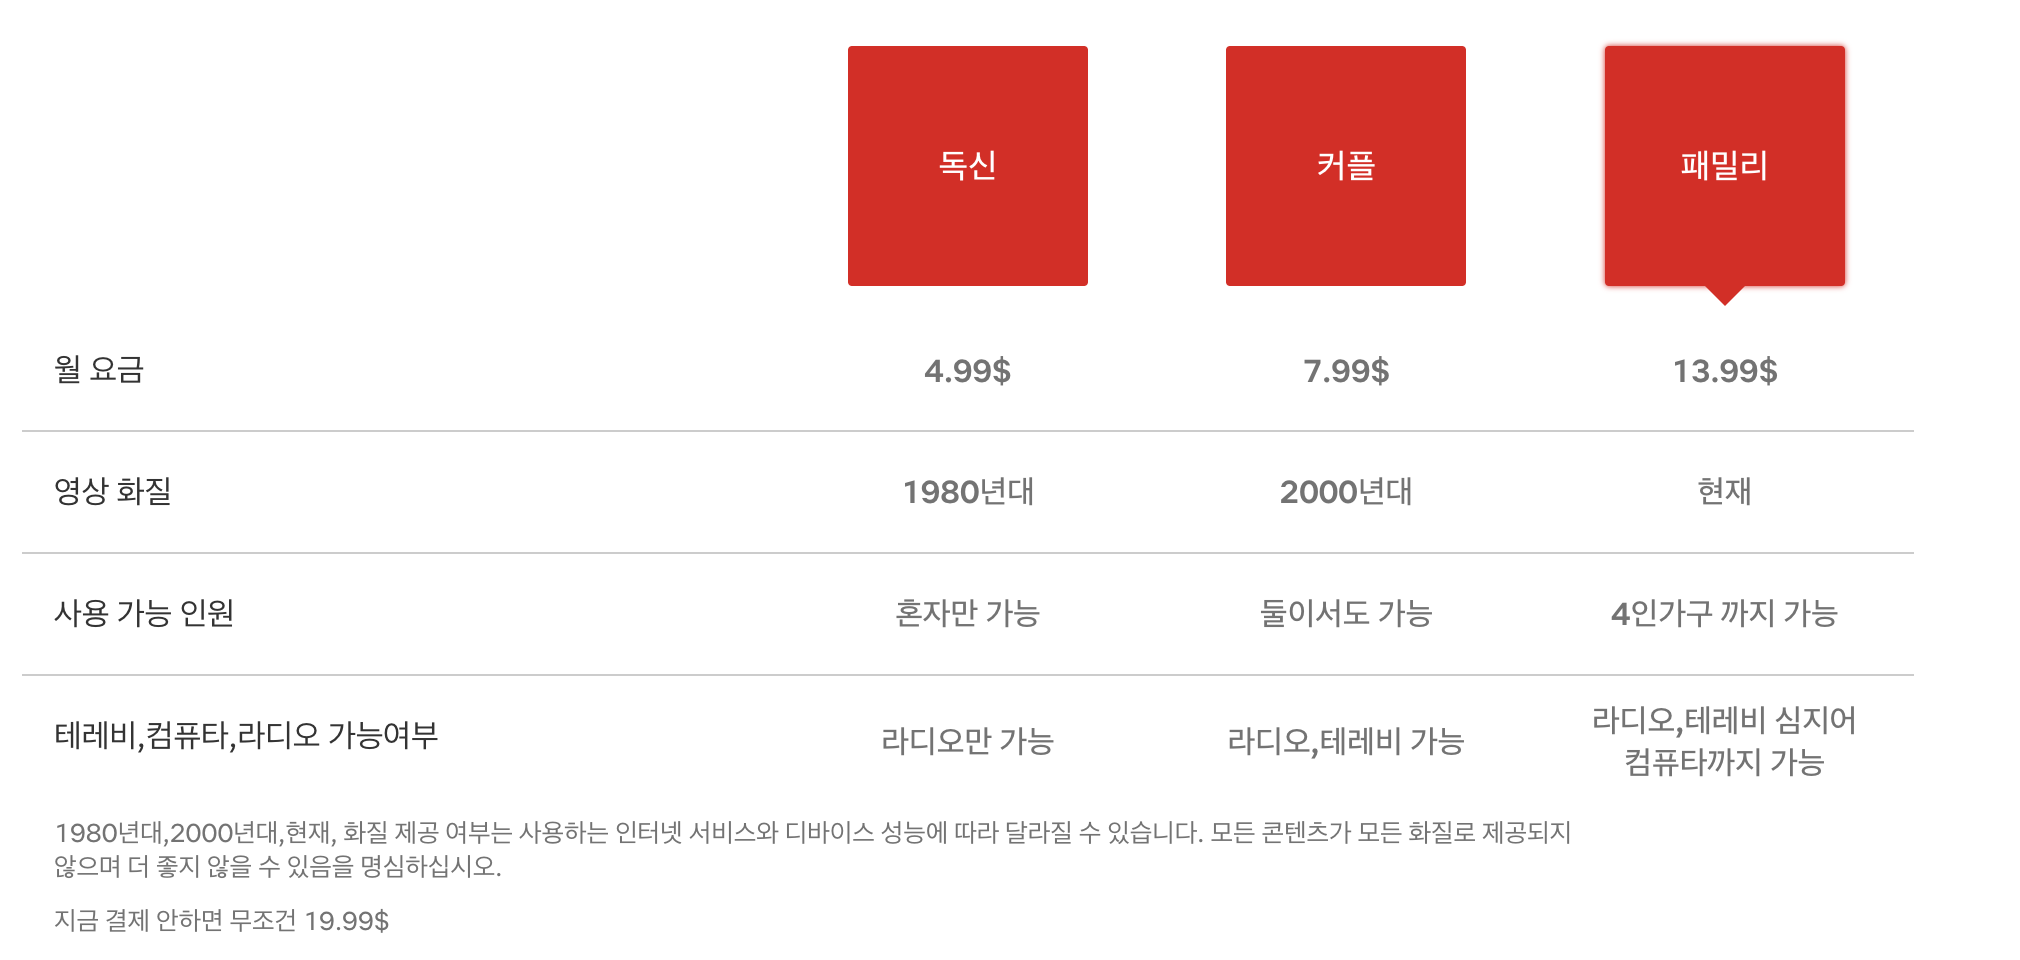 독신 커플 패밀리
월 요금 4.99$ 7.99$ 13.99$
영상 화질 1980년대 2000년대 현재
사용 가능 인원 혼자만 가능 둘이서도 가능 4인가구 까지 가능
테레비,컴퓨타,라디오 가능여부 라디오만 가능 라디오,테레비 가능 라디오,테레비 심지어
컴퓨타까지 가능
1980년대,2000년대,현재, 화질 제공 여부는 사용하는 인터넷 서비스와 디바이스 성능에 따라 달라질 수 있습니다. 모든 콘텐츠가 모든 화질로 제공되지
않으며 더 좋지 않을 수 있음을 명심하십시오.
지금 결제 안하면 무조건 19.99$